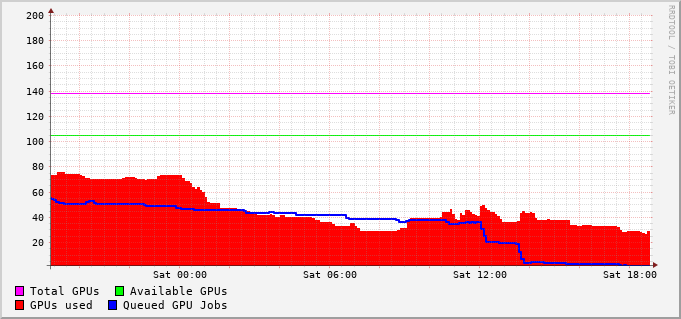 200
180
160
140
120
100
80
60
40
20
Sat 00:00 Sat 06:00 Sat 12:00 Sat 18:00
Total GPUs Available GPUs
GPUs used Queued GPU Jobs
RRDTOOL / TOBI OETIKER